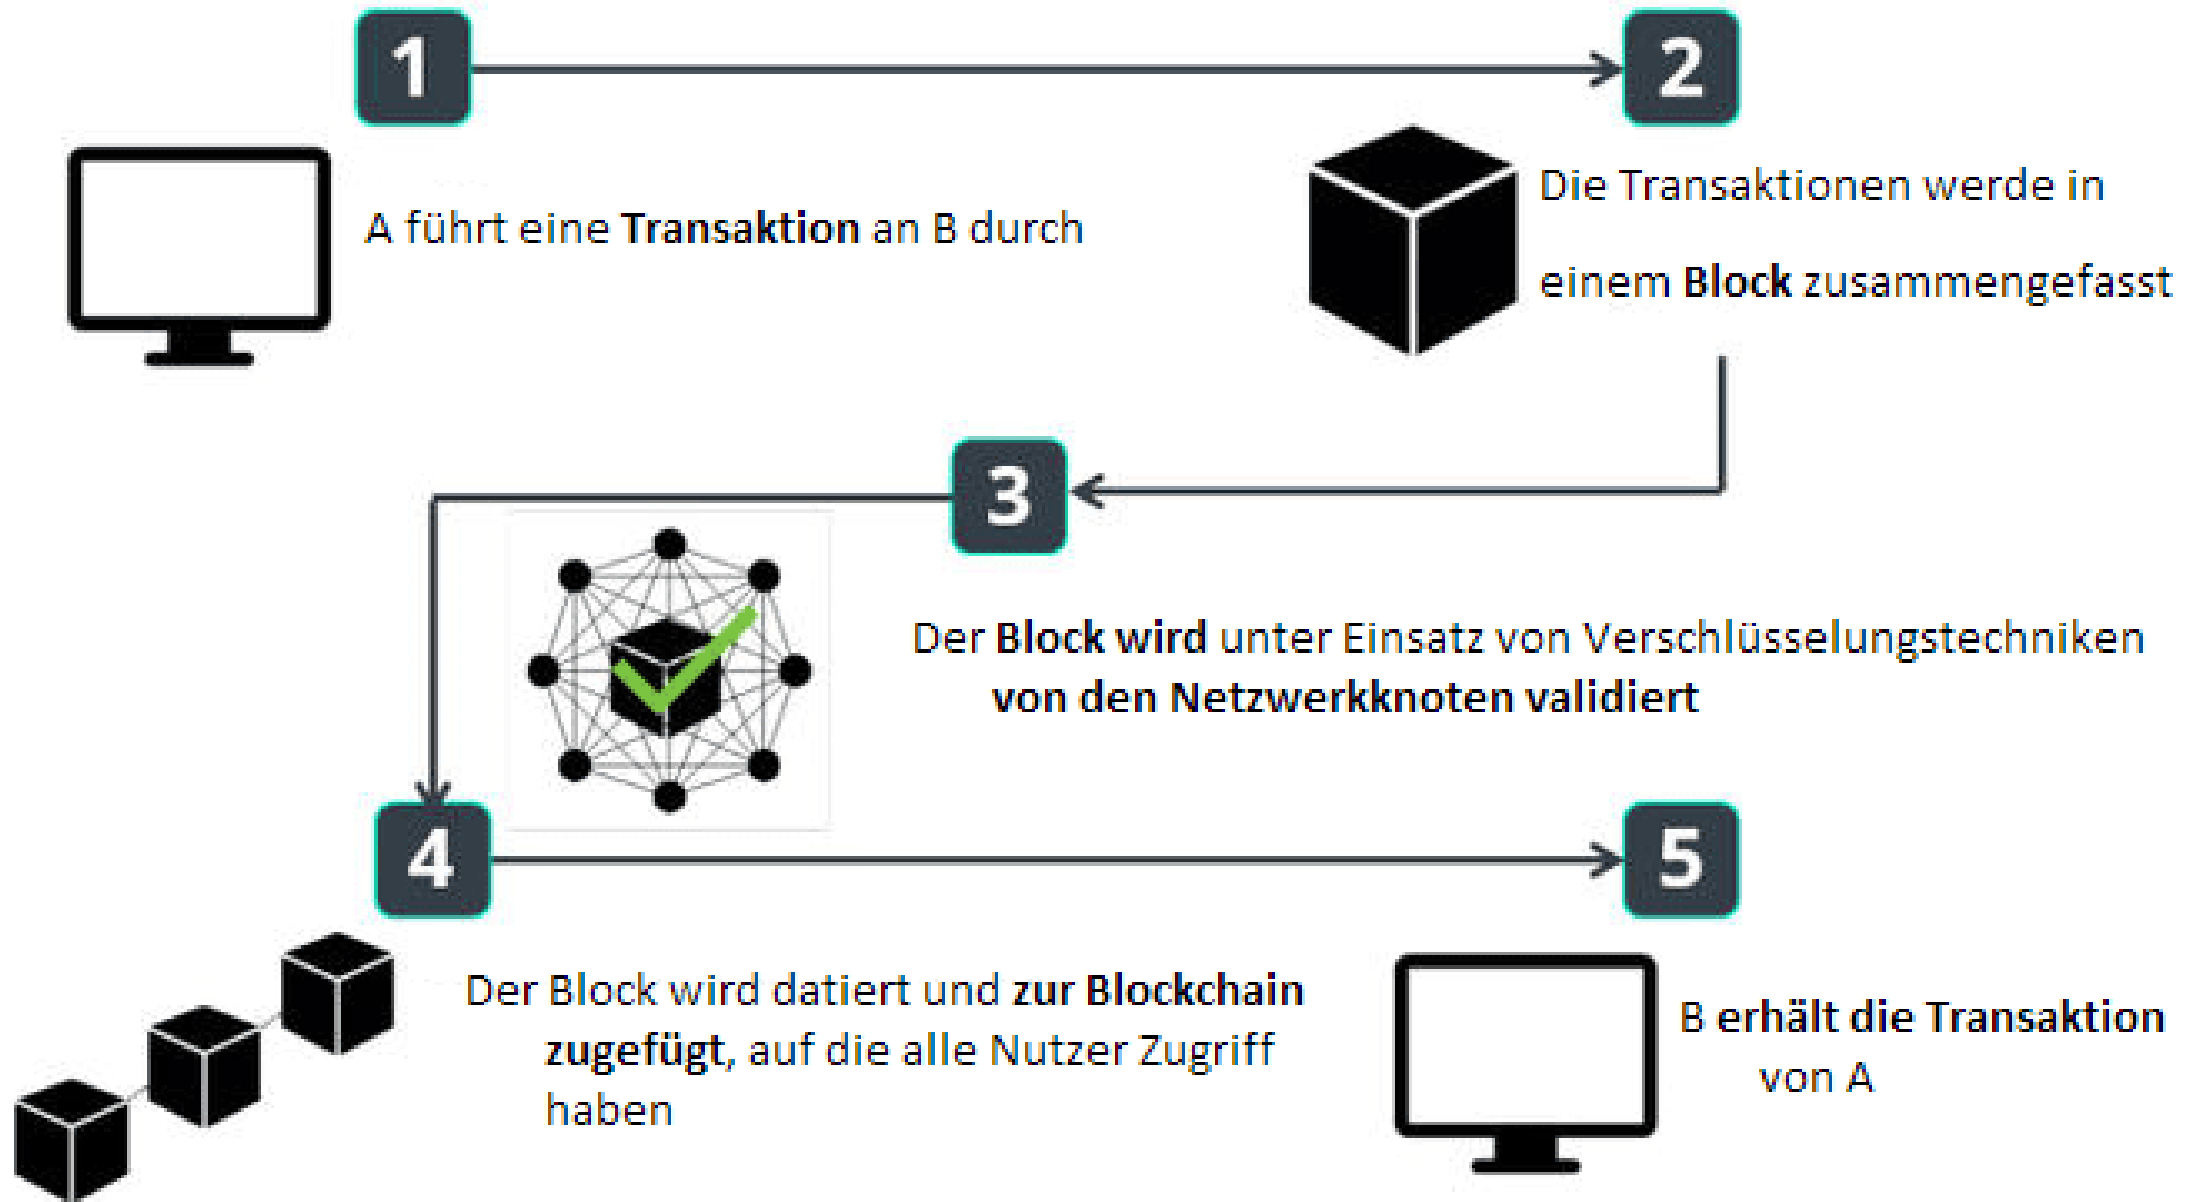 1
2
A führt eine Transaktion an B durch
Die Transaktionen werde in
einem Block zusammengefasst
3
Der Block wird unter Einsatz von Verschlüsselungstechniken
von den Netzwerkknoten validiert
4
5
Der Block wird datiert und zur Blockchain
zugefügt, auf die alle Nutzer Zugriff
haben
B erhält die Transaktion
von A